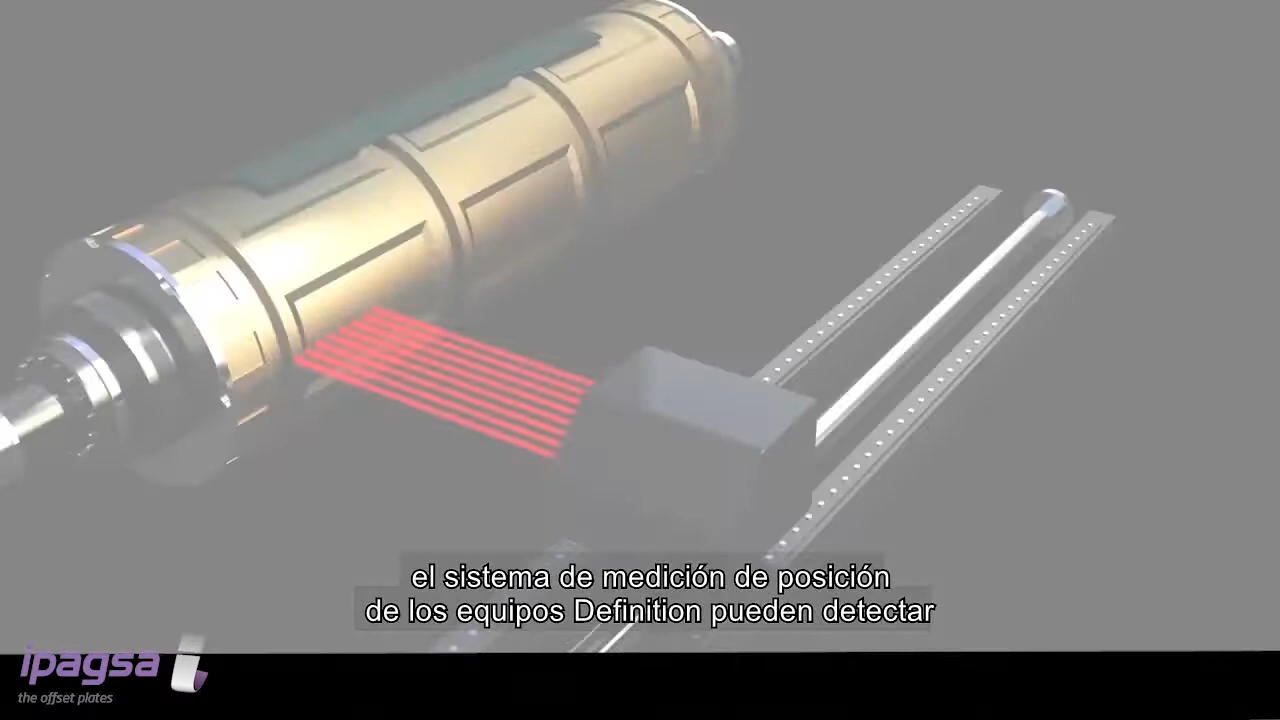 el sistema de medición de posición
de los equipos Definition pueden detectar
ipagsa
the offset plates